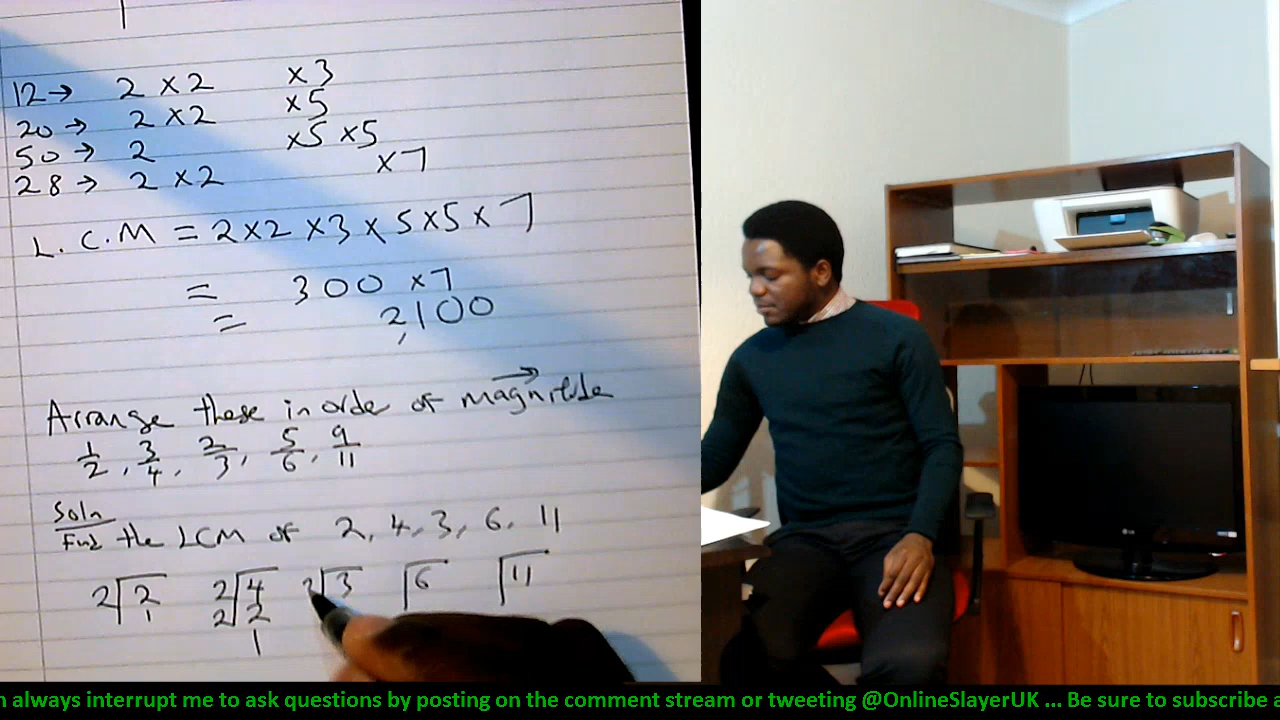 12 → 2 × 2 × 3
20 → 2 × 2 × 5
50 → 2 × 5 × 5
28 → 2 × 2 × 7
L.C.M = 2×2 ×3 × 5×5× 7
= 300 ×7
= 2,100
Arrange these in order of magnitude
1/2, 3/4, 2/3, 5/6, 9/11
Soln
Find the LCM of 2, 4, 3, 6, 11
2 2 2 4 3 6 11
1 2 2
1
n always interrupt me to ask questions by posting on the comment stream or tweeting @OnlineSlayerUK ... Be sure to subscribe a